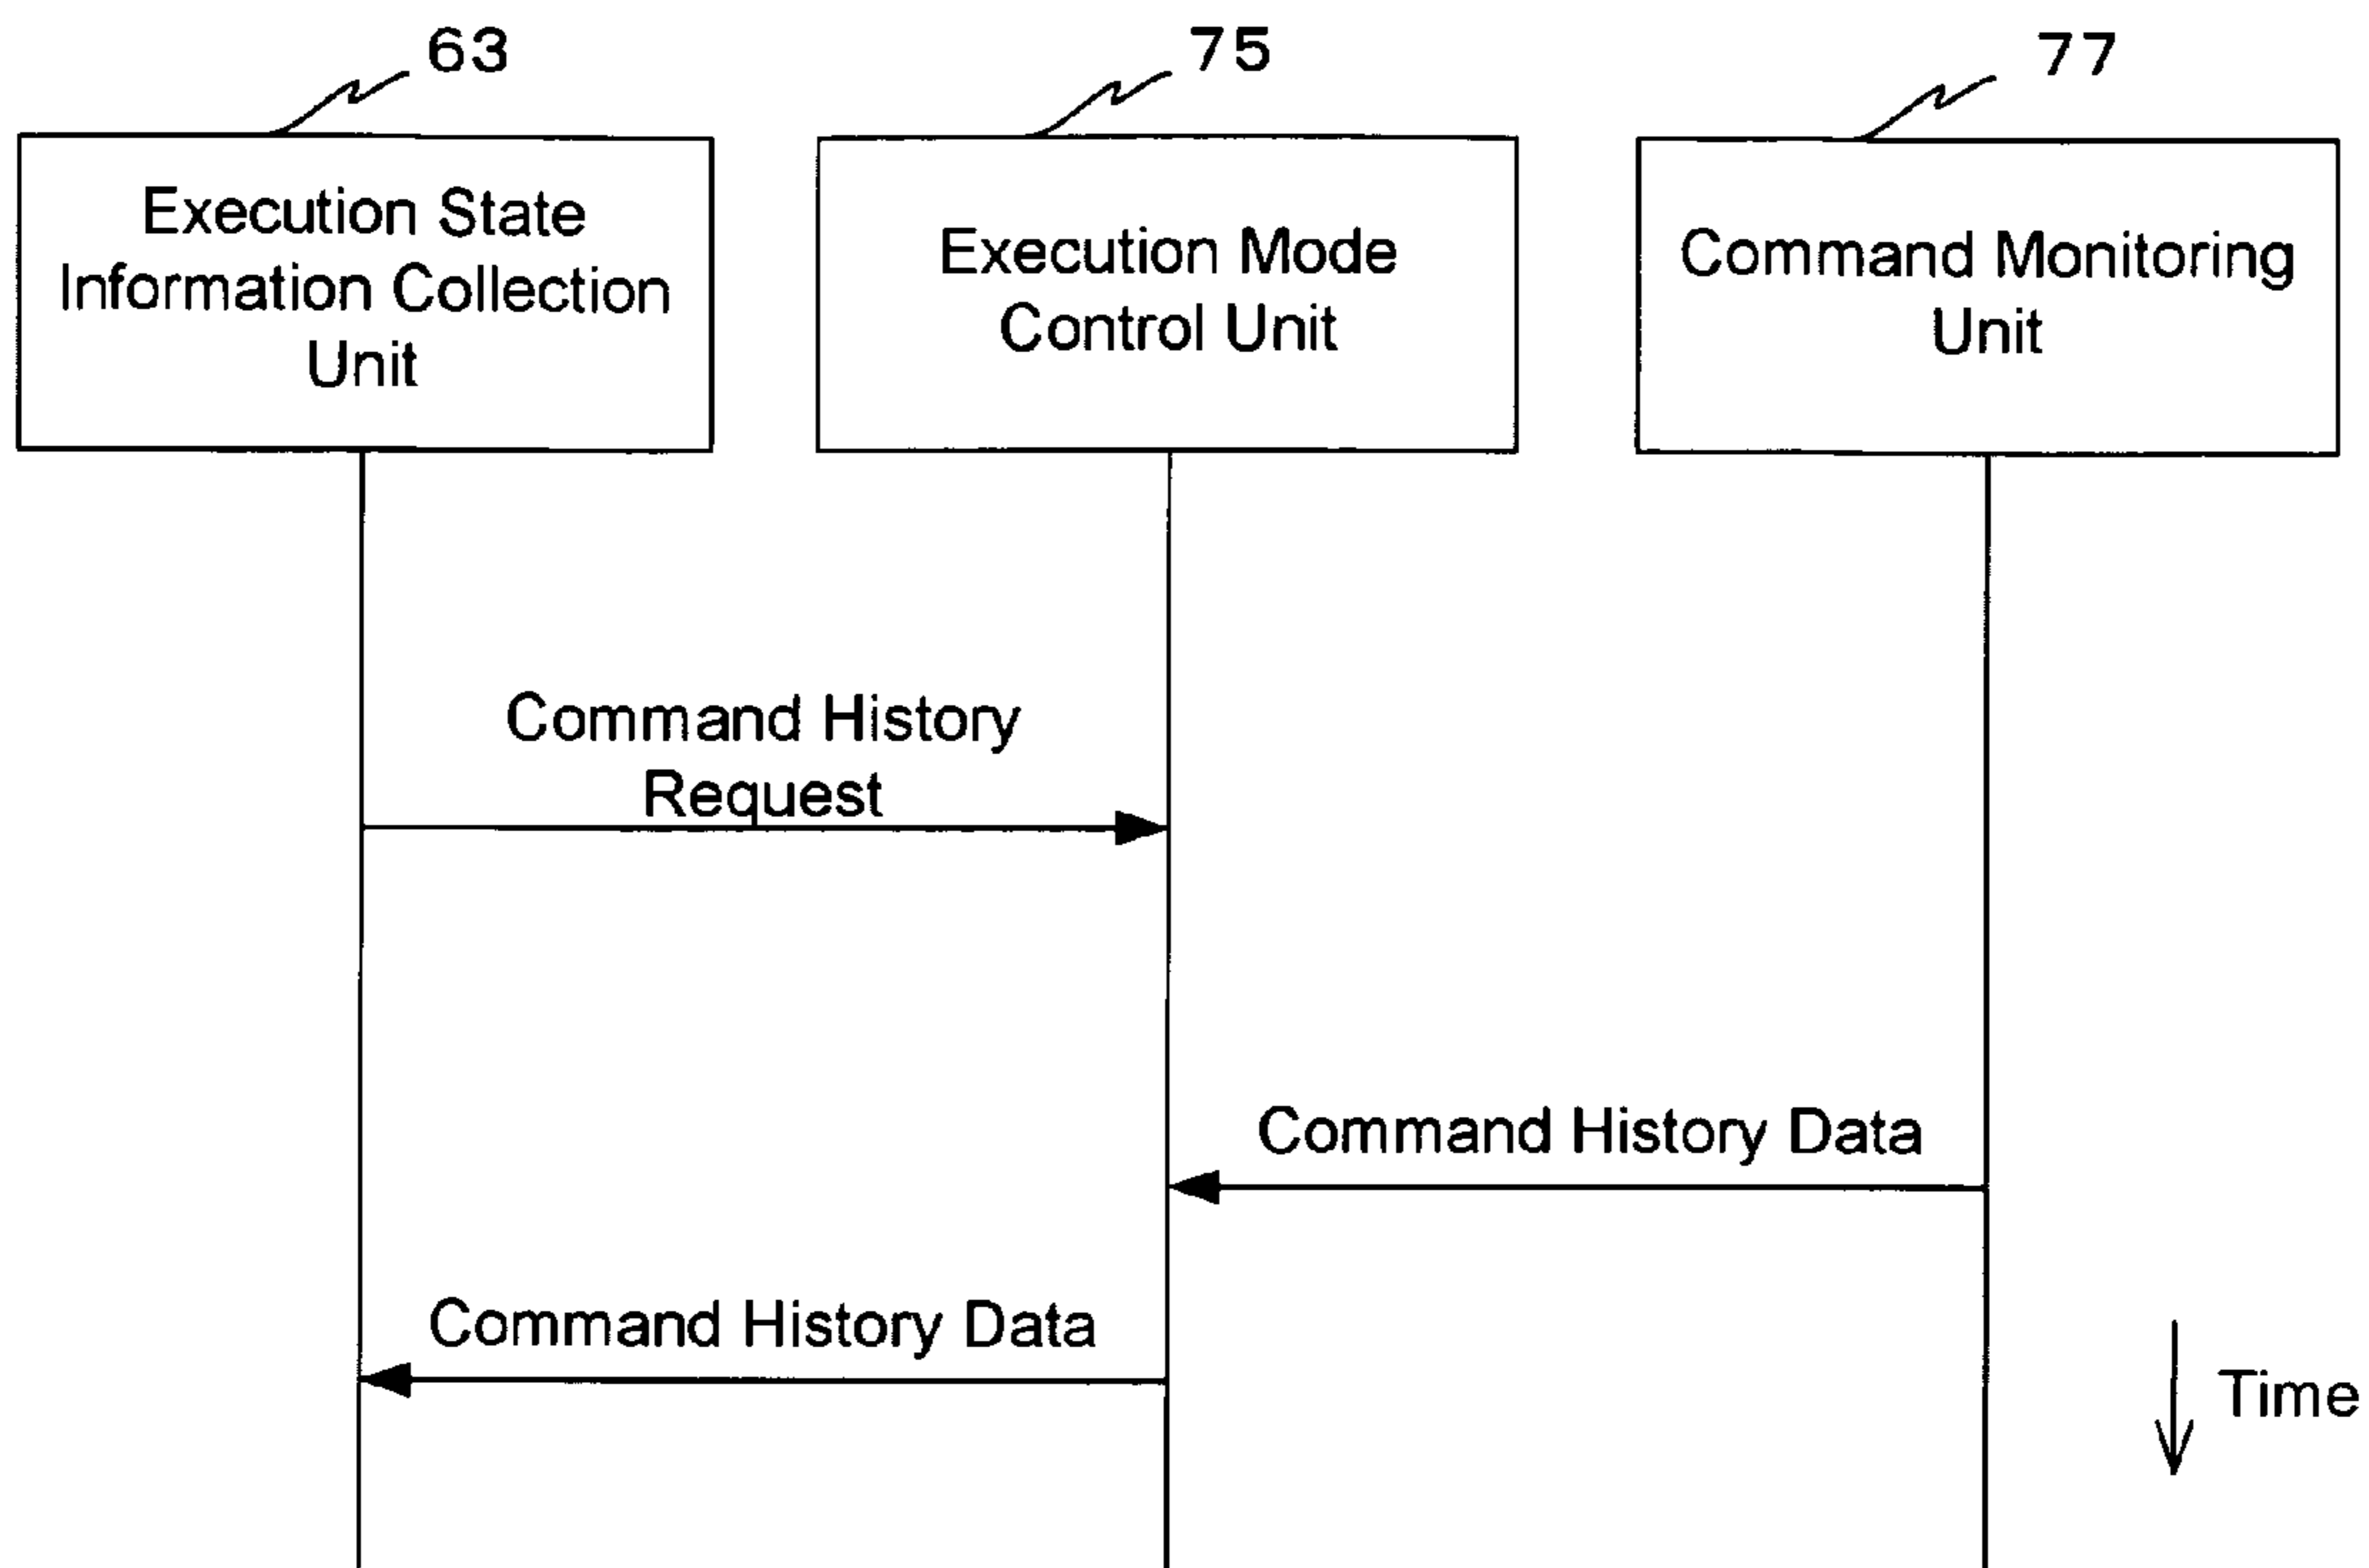 63
75
77
Execution State
Information Collection
Unit
Execution Mode
Control Unit
Command Monitoring
Unit
Command History
Request
Command History Data
Command History Data
Time